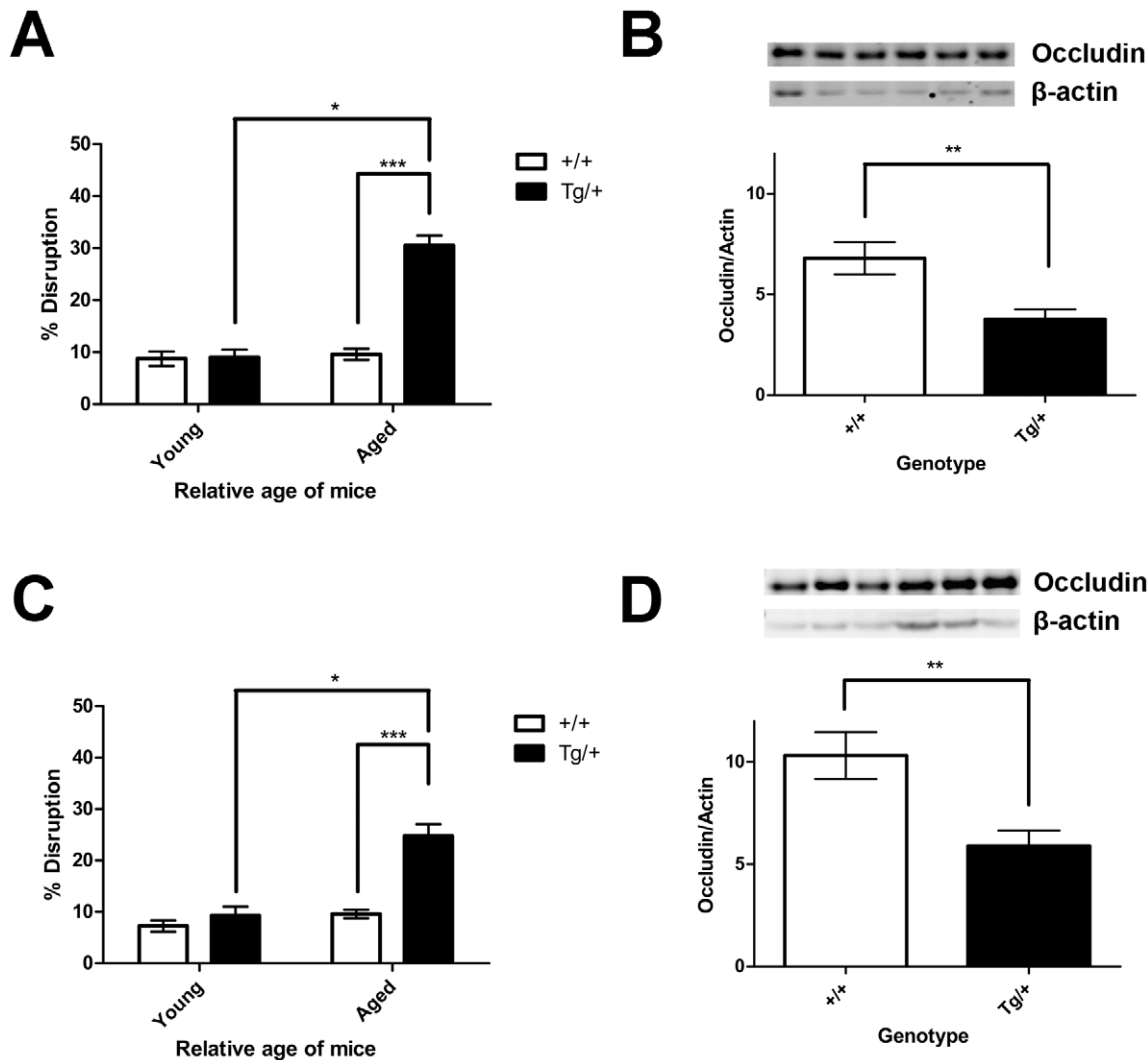 A
*
***
50
40
30
20
10
0
% Disruption
Young
Aged
Relative age of mice
+/+
Tg/+
B
Occludin
β-actin
**
10
5
0
Occludin/Actin
+/+
Tg/+
Genotype
C
*
***
50
40
30
20
10
0
% Disruption
Young
Aged
Relative age of mice
+/+
Tg/+
D
Occludin
β-actin
**
10
5
0
Occludin/Actin
+/+
Tg/+
Genotype